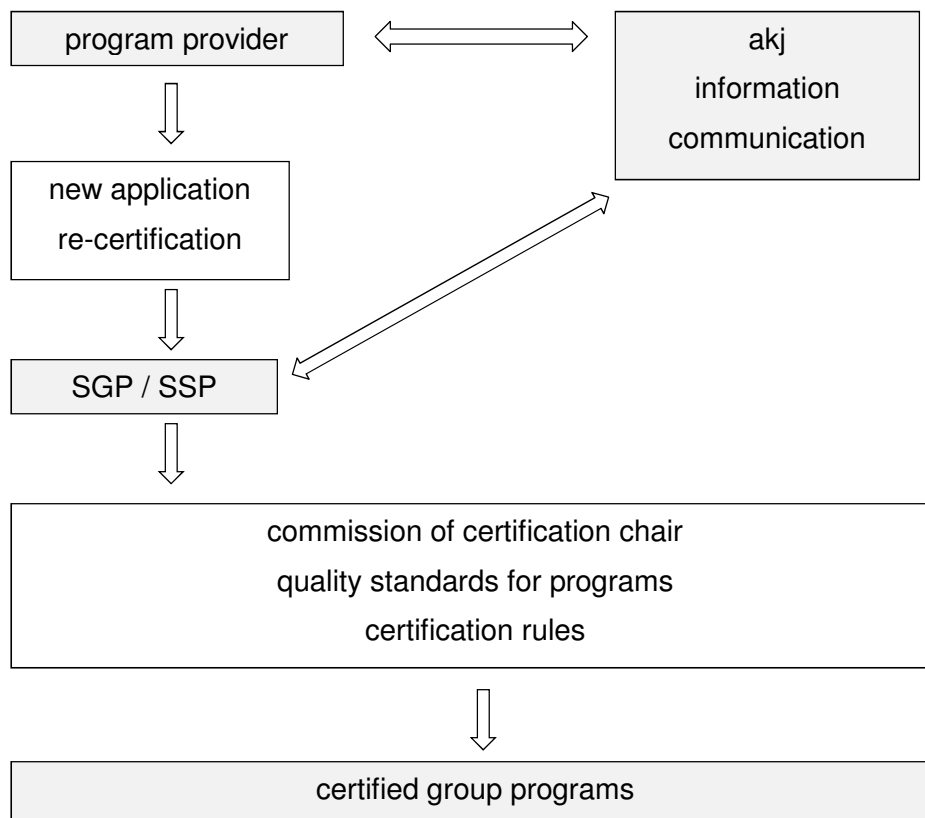 program provider
akj
information
communication
new application
re-certification
SGP / SSP
commission of certification chair
quality standards for programs
certification rules
certified group programs